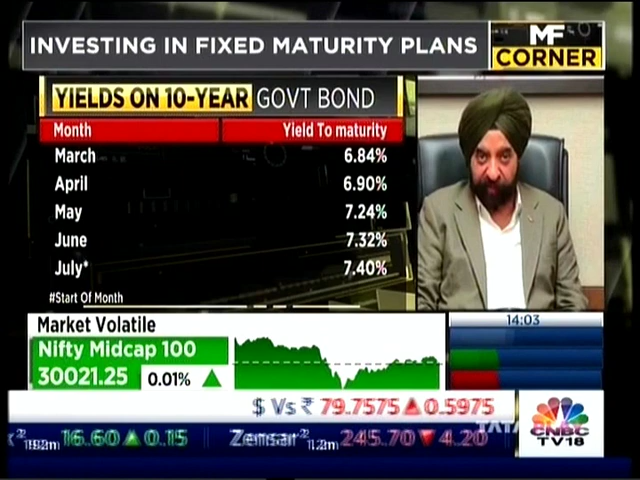 INVESTING IN FIXED MATURITY PLANS
MF
CORNER
YIELDS ON 10-YEAR GOVT BOND
Month Yield To maturity
March 6.84%
April 6.90%
May 7.24%
June 7.32%
July* 7.40%
#Start Of Month
Market Volatile
Nifty Midcap 100
30021.25 0.01% ▲
14:03
$ Vs ₹ 79.7575 ▲ 0.5975
16.60 ▲ 0.15 Zensar 1.2m 245.70 ▼ 4.20
TATA
CNBC
TV18